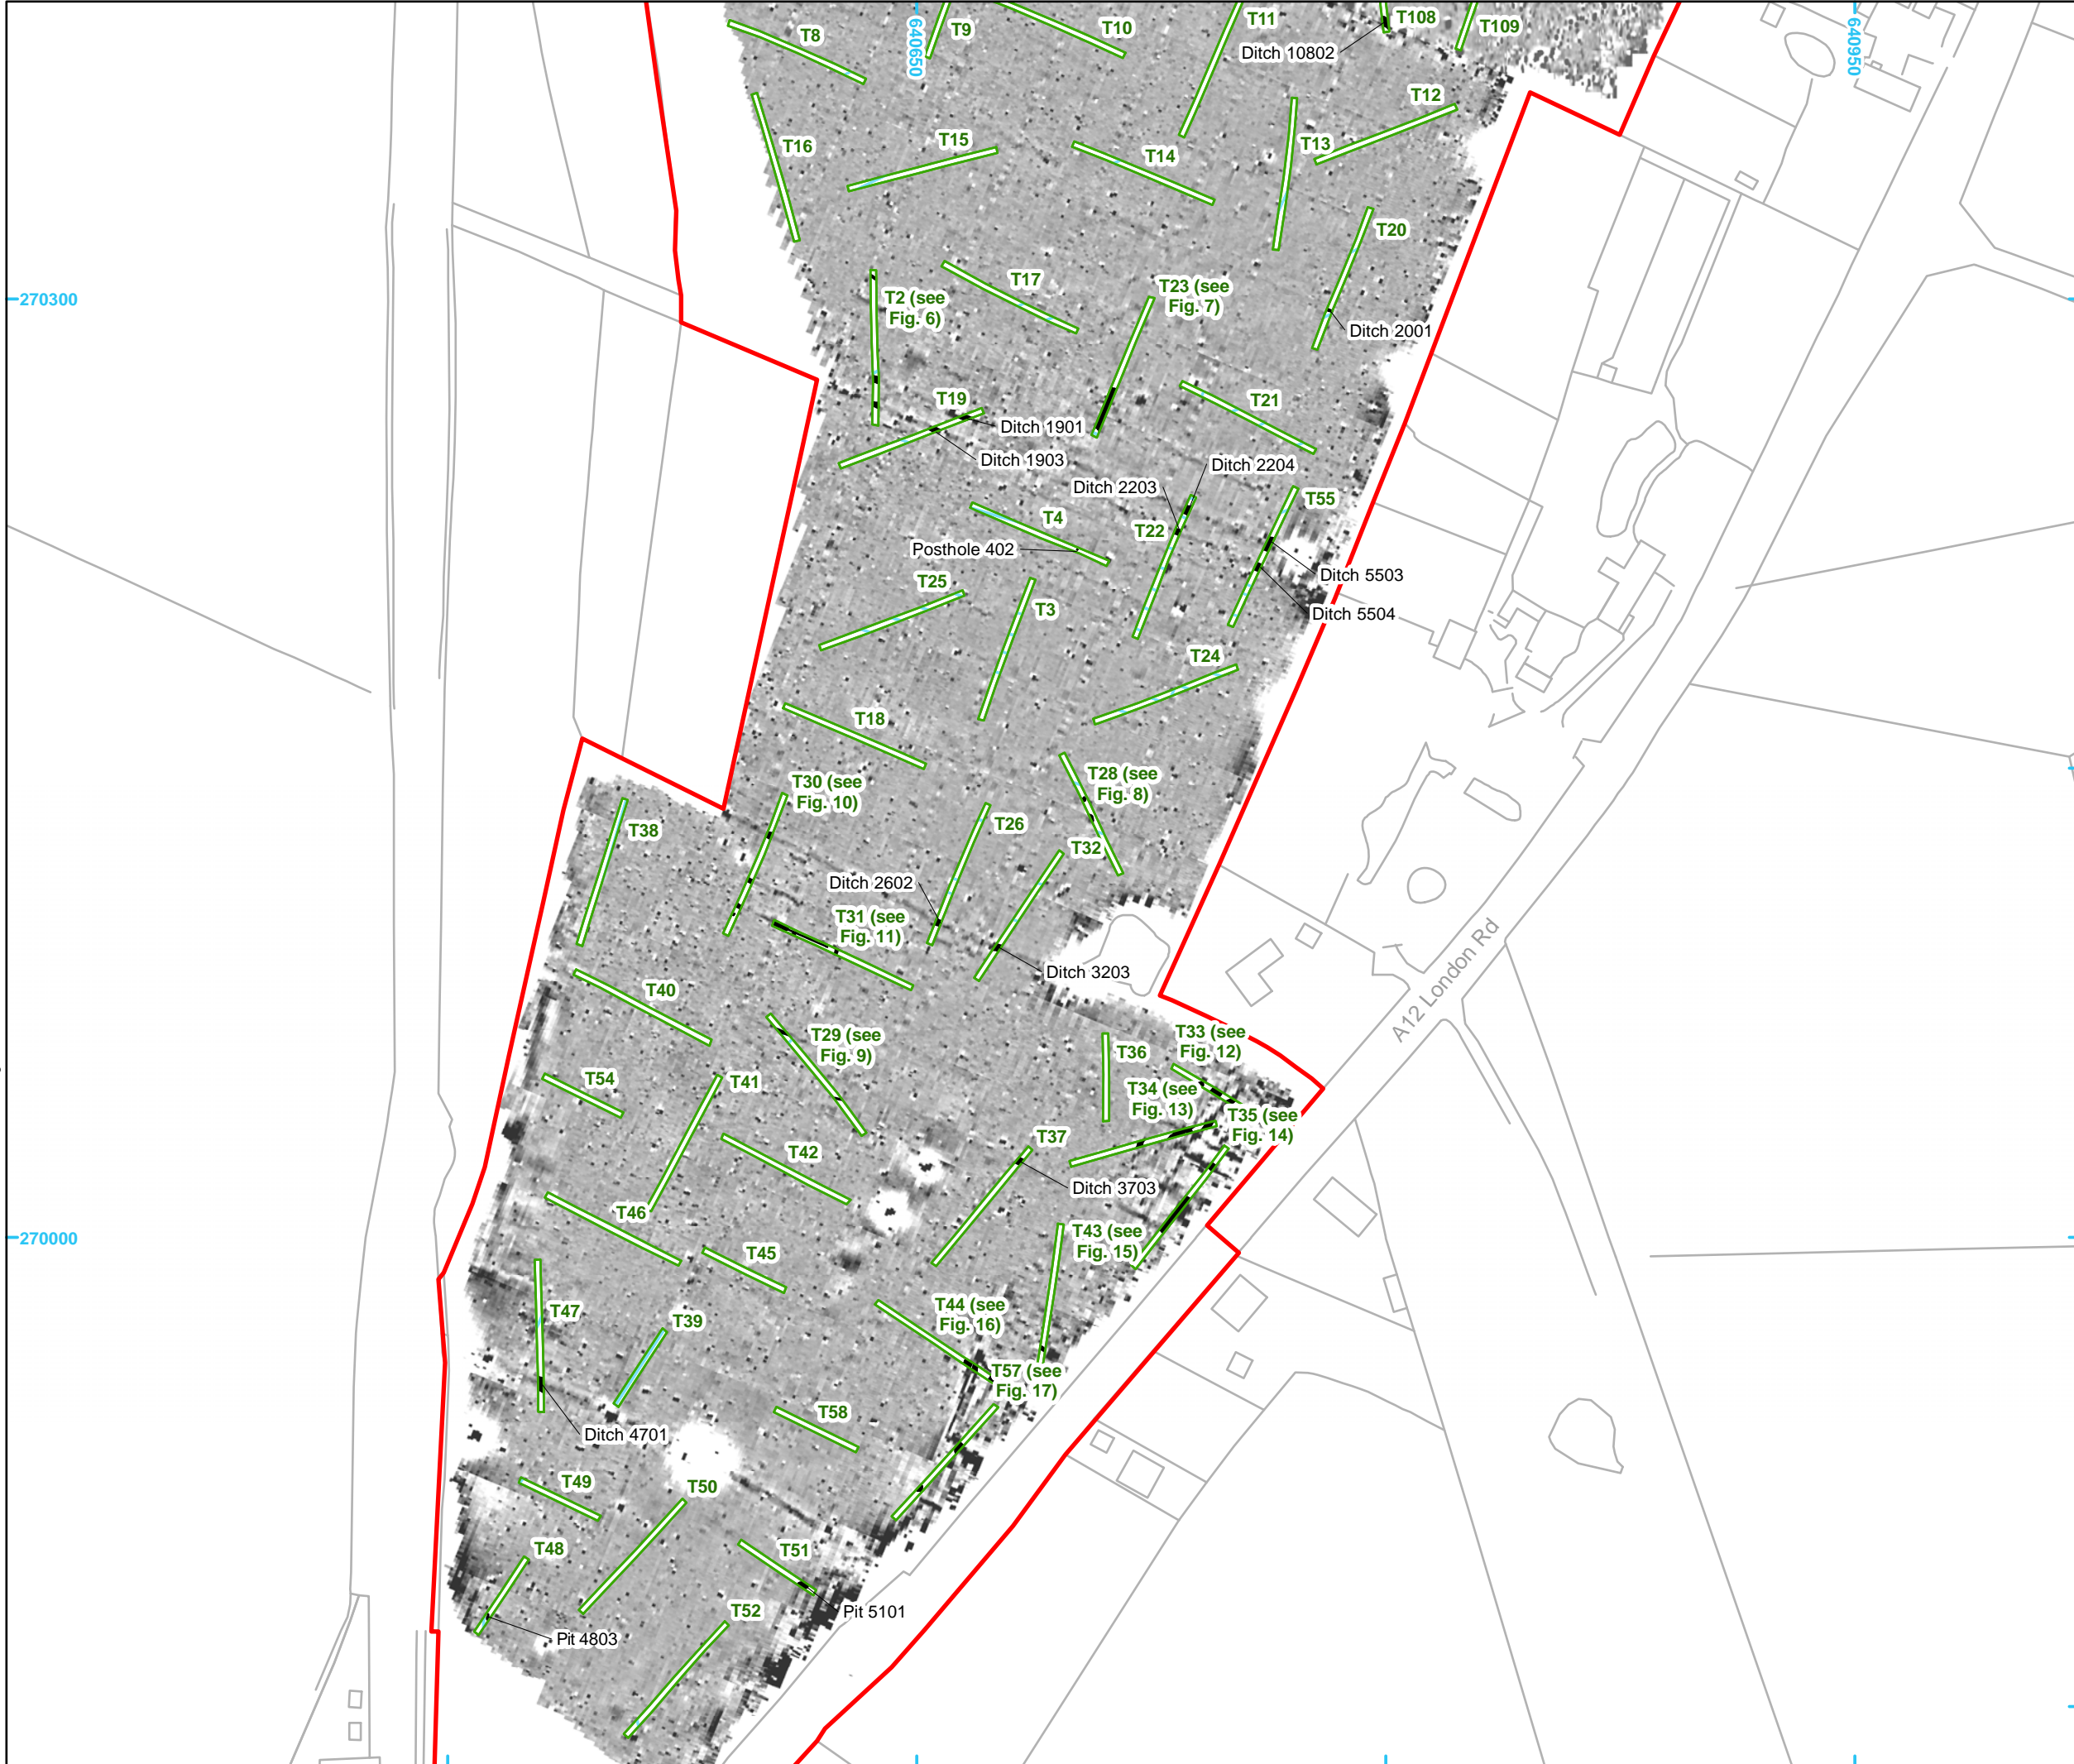 T8
T9
640650
T10
T11
T108
T109
Ditch 10802
640950
T12
T16
T15
T14
T13
T20
270300
T2 (see
Fig. 6)
T17
T23 (see
Fig. 7)
Ditch 2001
T19
Ditch 1901
Ditch 1903
T21
Ditch 2204
Ditch 2203
T55
T4
T22
Posthole 402
Ditch 5503
T25
T3
Ditch 5504
T24
T18
T30 (see
Fig. 10)
T28 (see
Fig. 8)
T38
T26
T32
Ditch 2602
T31 (see
Fig. 11)
Ditch 3203
A12 London Rd
T40
T29 (see
Fig. 9)
T36
T33 (see
Fig. 12)
T54
T41
T34 (see
Fig. 13)
T35 (see
Fig. 14)
T42
T37
Ditch 3703
T46
T45
T43 (see
Fig. 15)
270000
T47
T39
T44 (see
Fig. 16)
T57 (see
Fig. 17)
T58
Ditch 4701
T49
T50
T48
T51
T52
Pit 5101
Pit 4803